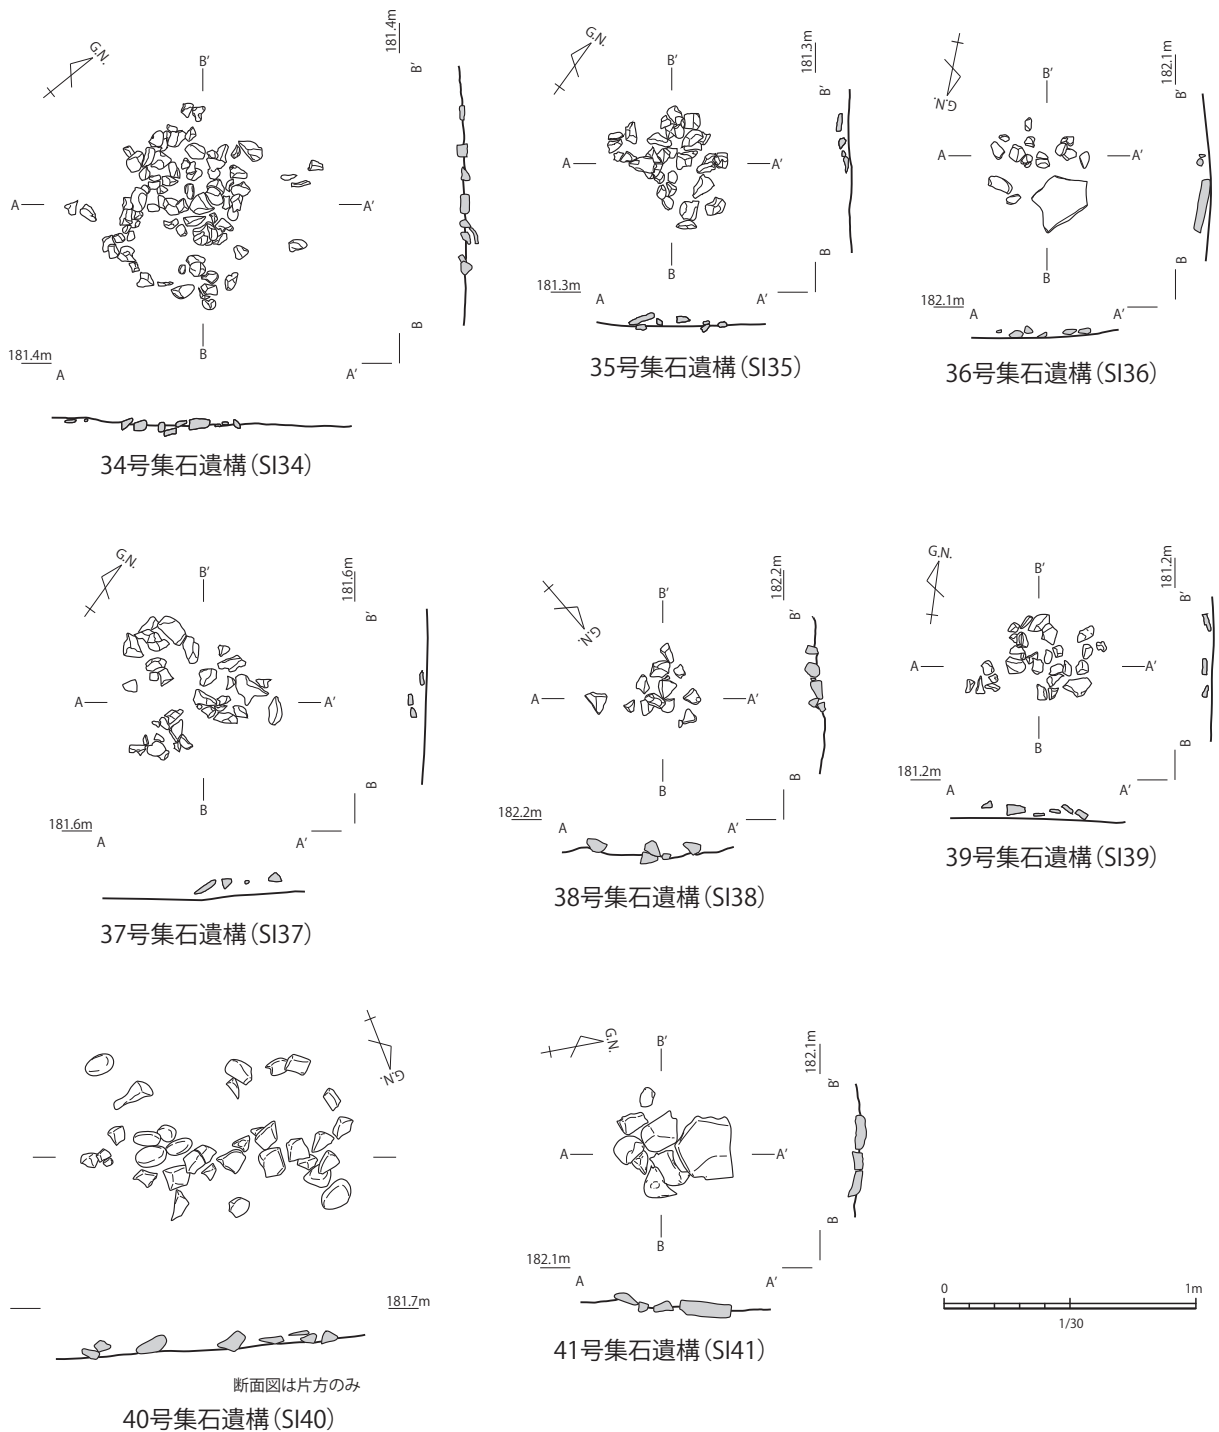 G.N.
B'
A
A'
B
181.4m
B'
B
181.4m
A
A'
34号集石遺構（SI34）
G.N.
B'
A
A'
B
181.3m
B'
B
181.3m
A
A'
35号集石遺構（SI35）
G.N.
B'
A
A'
B
182.1m
B'
B
182.1m
A
A'
36号集石遺構（SI36）
G.N.
B'
A
A'
B
181.6m
B'
B
181.6m
A
A'
37号集石遺構（SI37）
G.N.
B'
A
A'
B
182.2m
B'
B
182.2m
A
A'
38号集石遺構（SI38）
G.N.
B'
A
A'
B
181.2m
B'
B
181.2m
A
A'
39号集石遺構（SI39）
G.N.
181.7m
断面図は片方のみ
40号集石遺構（SI40）
G.N.
B'
A
A'
B
182.1m
B'
B
182.1m
A
A'
41号集石遺構（SI41）
0
1m
1/30